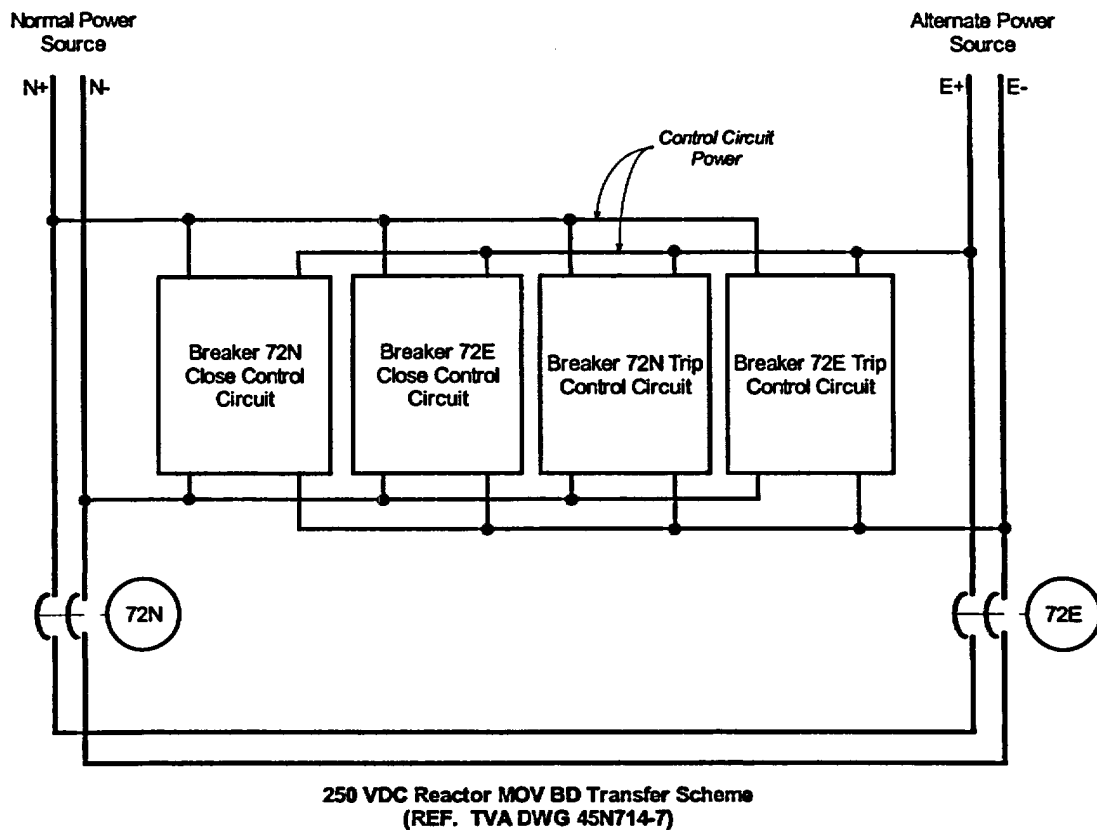 Normal Power
Source
Alternate Power
Source
N+
N-
E+
E-
Control Circuit
Power
Breaker 72N
Close Control
Circuit
Breaker 72E
Close Control
Circuit
Breaker 72N Trip
Control Circuit
Breaker 72E Trip
Control Circuit
72N
72E
250 VDC Reactor MOV BD Transfer Scheme
(REF. TVA DWG 45N714-7)